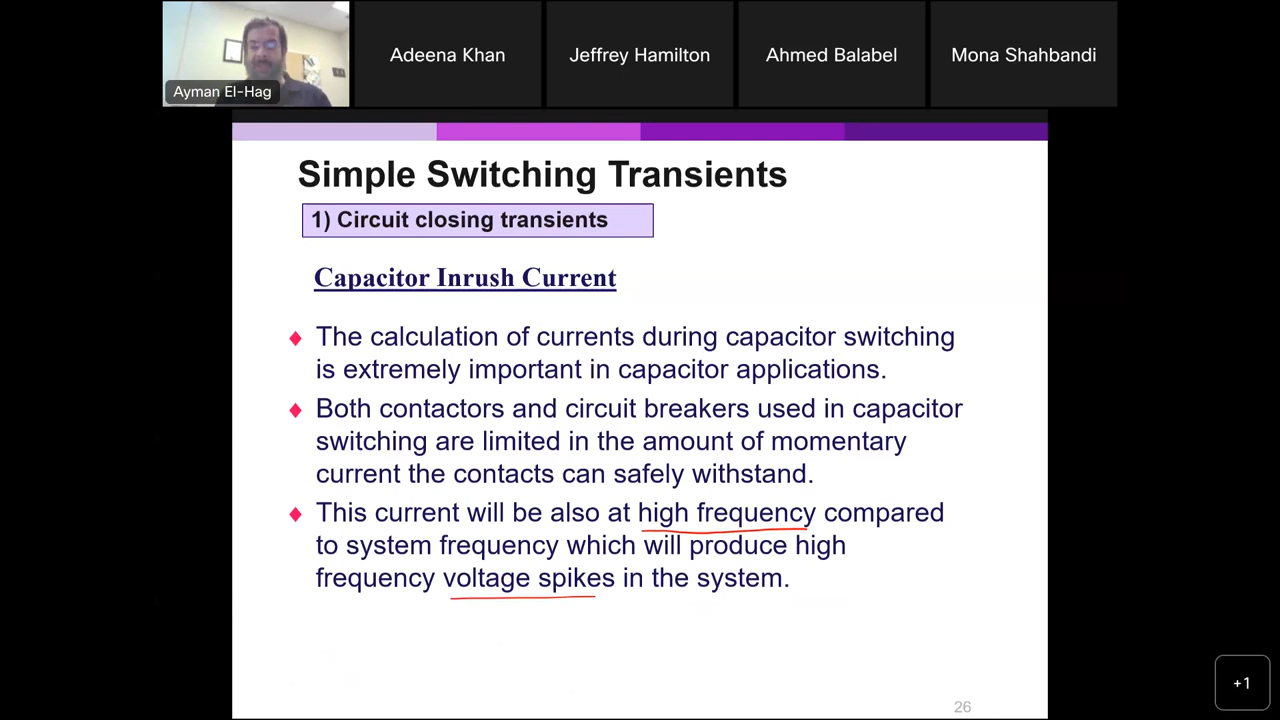 Ayman El-Hag
Adeena Khan
Jeffrey Hamilton
Ahmed Balabel
Mona Shahbandi
Simple Switching Transients
1) Circuit closing transients
Capacitor Inrush Current
♦ The calculation of currents during capacitor switching
is extremely important in capacitor applications.
♦ Both contactors and circuit breakers used in capacitor
switching are limited in the amount of momentary
current the contacts can safely withstand.
♦ This current will be also at high frequency compared
to system frequency which will produce high
frequency voltage spikes in the system.
26
+1